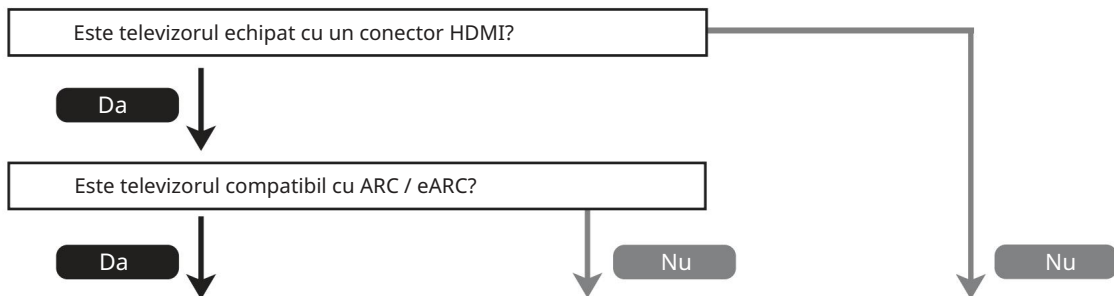 Este televizorul echipat cu un conector HDMI?
Da
Este televizorul compatibil cu ARC / eARC?
Da
Nu
Nu